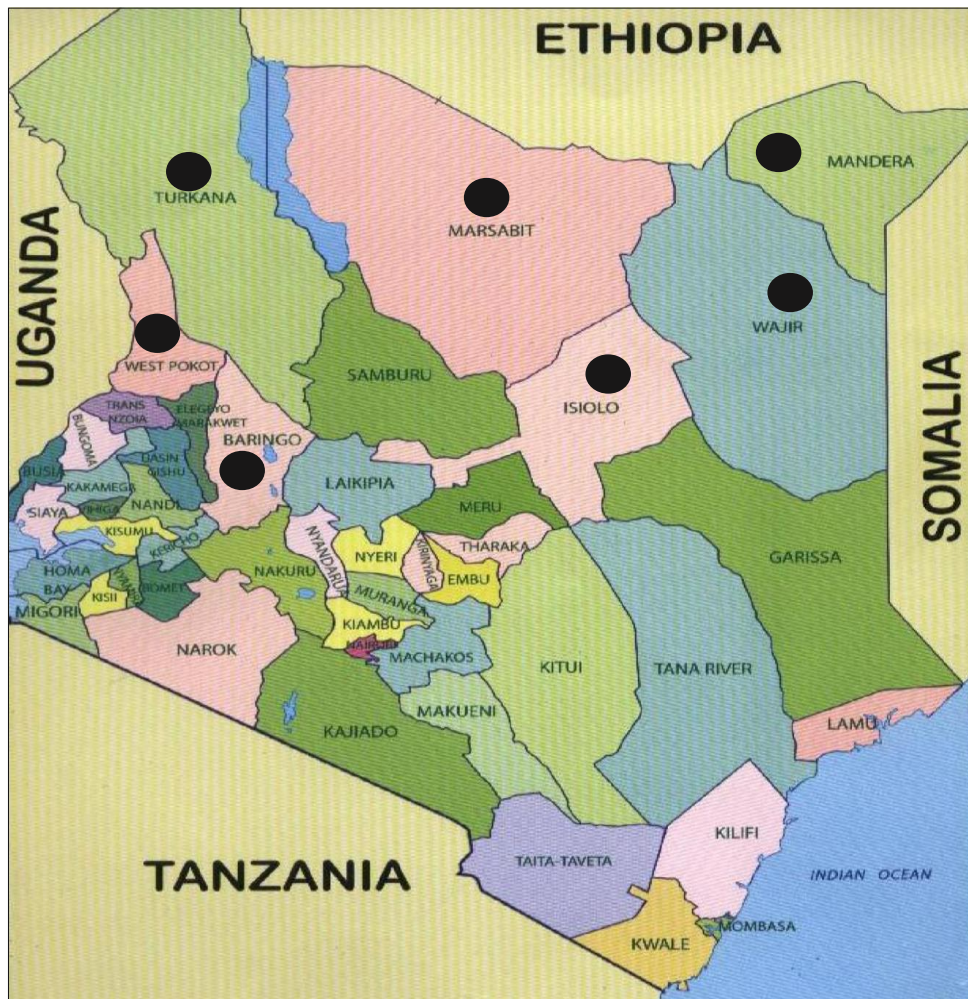 ETHIOPIA
MANDERA
TURKANA
MARSABIT
UGANDA
WAJIR
WEST POKOT
SAMBURU
ISIOLO
SOMALIA
TRANS
NZOIA
ELEGEYO
MARAKWET
BUNGOMA
BARINGO
BUSIA
UASIN
GISHU
LAIKIPIA
KAKAMEGA
MERU
SIAYA
VIHIGA
NANDI
KISUMU
KERICHO
NYANDARUA
NYERI
KIRINYAGA
THARAKA
GARISSA
HOMA
BAY
NYAMIRA
BOMET
NAKURU
EMBU
MIGORI
KISII
MURANGA
KIAMBU
NAIROBI
NAROK
MACHAKOS
KITUI
TANA RIVER
MAKUENI
KAJIADO
LAMU
KILIFI
TANZANIA
TAITA-TAVETA
INDIAN OCEAN
MOMBASA
KWALE